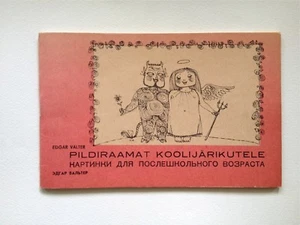 EDGAR VALTER
PILDIRAAMAT KOOLIJÄRIKUTELE
КАРТИНКИ ДЛЯ ПОСЛЕШКОЛЬНОГО ВОЗРАСТА
ЭДГАР ВАЛЬТЕР